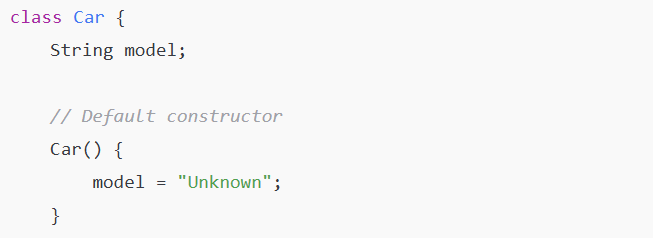 class Car {
    String model;

    // Default constructor
    Car() {
        model = "Unknown";
    }